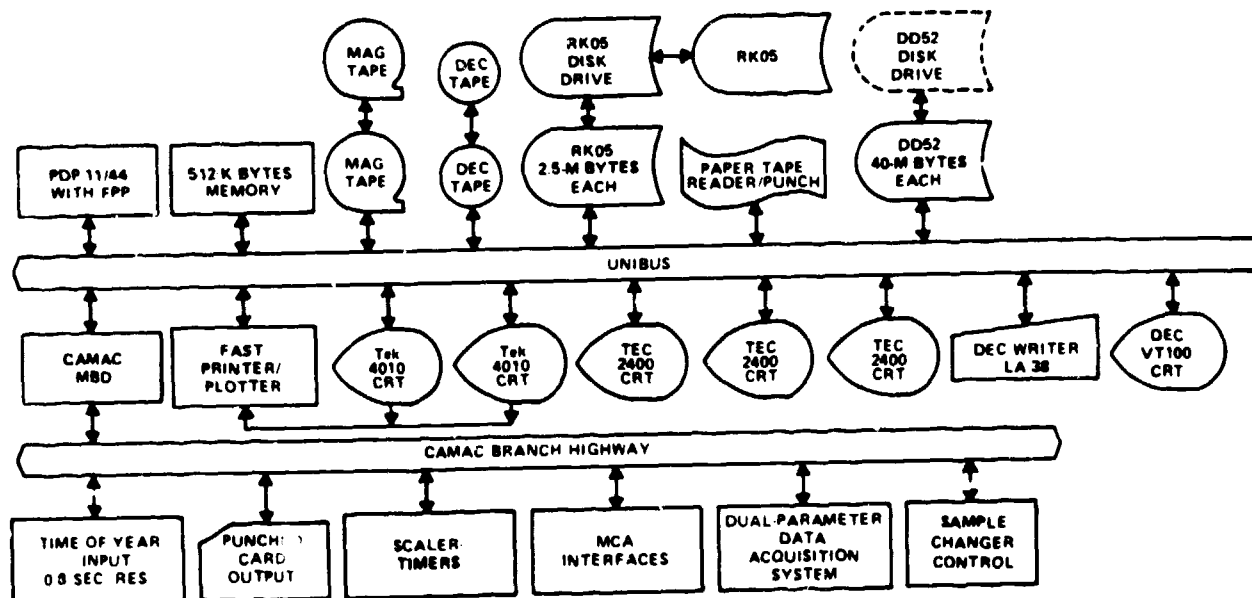 MAG
TAPE
DEC
TAPE
RK05
DISK
DRIVE
RK05
DD52
DISK
DRIVE
PDP 11/44
WITH FPP
512-K BYTES
MEMORY
MAG
TAPE
DEC
TAPE
RK05
2.5-M BYTES
EACH
PAPER TAPE
READER/PUNCH
DD52
40-M BYTES
EACH
UNIBUS
CAMAC
MBD
FAST
PRINTER/
PLOTTER
Tek
4010
CRT
Tek
4010
CRT
TEC
2400
CRT
TEC
2400
CRT
TEC
2400
CRT
DEC WRITER
LA 38
DEC
VT100
CRT
CAMAC BRANCH HIGHWAY
TIME OF YEAR
INPUT
0.8 SEC RES
CARD
OUTPUT
SCALER-
TIMERS
MCA
INTERFACES
DUAL-PARAMETER
DATA
ACQUISITION
SYSTEM
SAMPLE
CHANGER
CONTROL